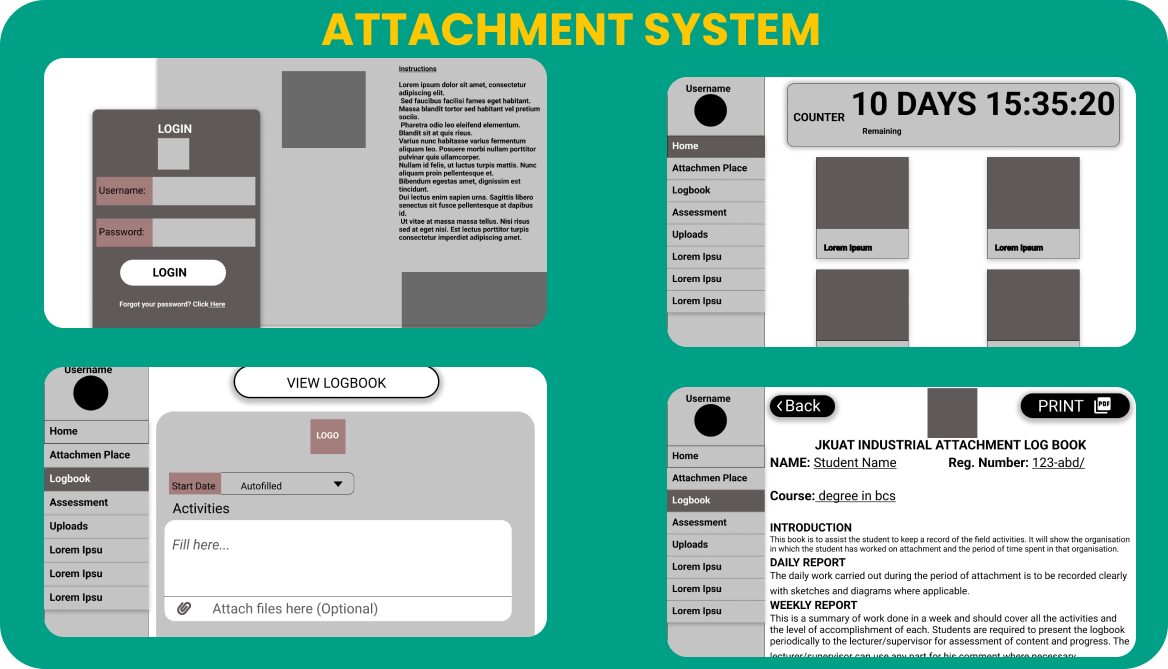 ATTACHMENT SYSTEM
LOGIN
Username:
Password:
LOGIN
Forgot your password? Click Here
Instructions
Lorem ipsum dolor sit amet, consectetur
adipiscing elit.
Sed faucibus facilisi fames eget habitant.
Massa blandit tortor sed habitant vel pretium
sociis.
Pharetra odio leo eleifend elementum.
Blandit sit at quis risus.
Varius nunc habitasse varius fermentum
aliquam leo. Posuere morbi nullam porttitor
pulvinar quis ullamcorper.
Nullam id felis, ut luctus turpis mattis. Nunc
aliquam proin pellentesque et.
Bibendum egestas amet, dignissim est
tincidunt.
Dui lectus enim sapien urna. Sagittis libero
senectus sit fusce pellentesque at dapibus
id.
Ut vitae at massa massa tellus. Nisi risus
sed at eget nisi. Est lectus porttitor turpis
consectetur imperdiet adipiscing amet.
Username
Home
Attachmen Place
Logbook
Assessment
Uploads
Lorem Ipsu
Lorem Ipsu
Lorem Ipsu
COUNTER
10 DAYS 15:35:20
Remaining
Lorem Ipsum
Lorem Ipsum
Username
Home
Attachmen Place
Logbook
Assessment
Uploads
Lorem Ipsu
Lorem Ipsu
Lorem Ipsu
VIEW LOGBOOK
LOGO
Start Date
Autofilled
Activities
Fill here...
Attach files here (Optional)
Username
Home
Attachmen Place
Logbook
Assessment
Uploads
Lorem Ipsu
Lorem Ipsu
Lorem Ipsu
Back
PRINT
PDF
JKUAT INDUSTRIAL ATTACHMENT LOG BOOK
NAME: Student Name
Reg. Number: 123-abd/
Course: degree in bcs
INTRODUCTION
This book is to assist the student to keep a record of the field activities. It will show the organisation
in which the student has worked on attachment and the period of time spent in that organisation.
DAILY REPORT
The daily work carried out during the period of attachment is to be recorded clearly
with sketches and diagrams where applicable.
WEEKLY REPORT
This is a summary of work done in a week and should cover all the activities and
the level of accomplishment of each. Students are required to present the logbook
periodically to the lecturer/supervisor for assessment of content and progress. The
lecturer/supervisor can use any part for his comment where necessary